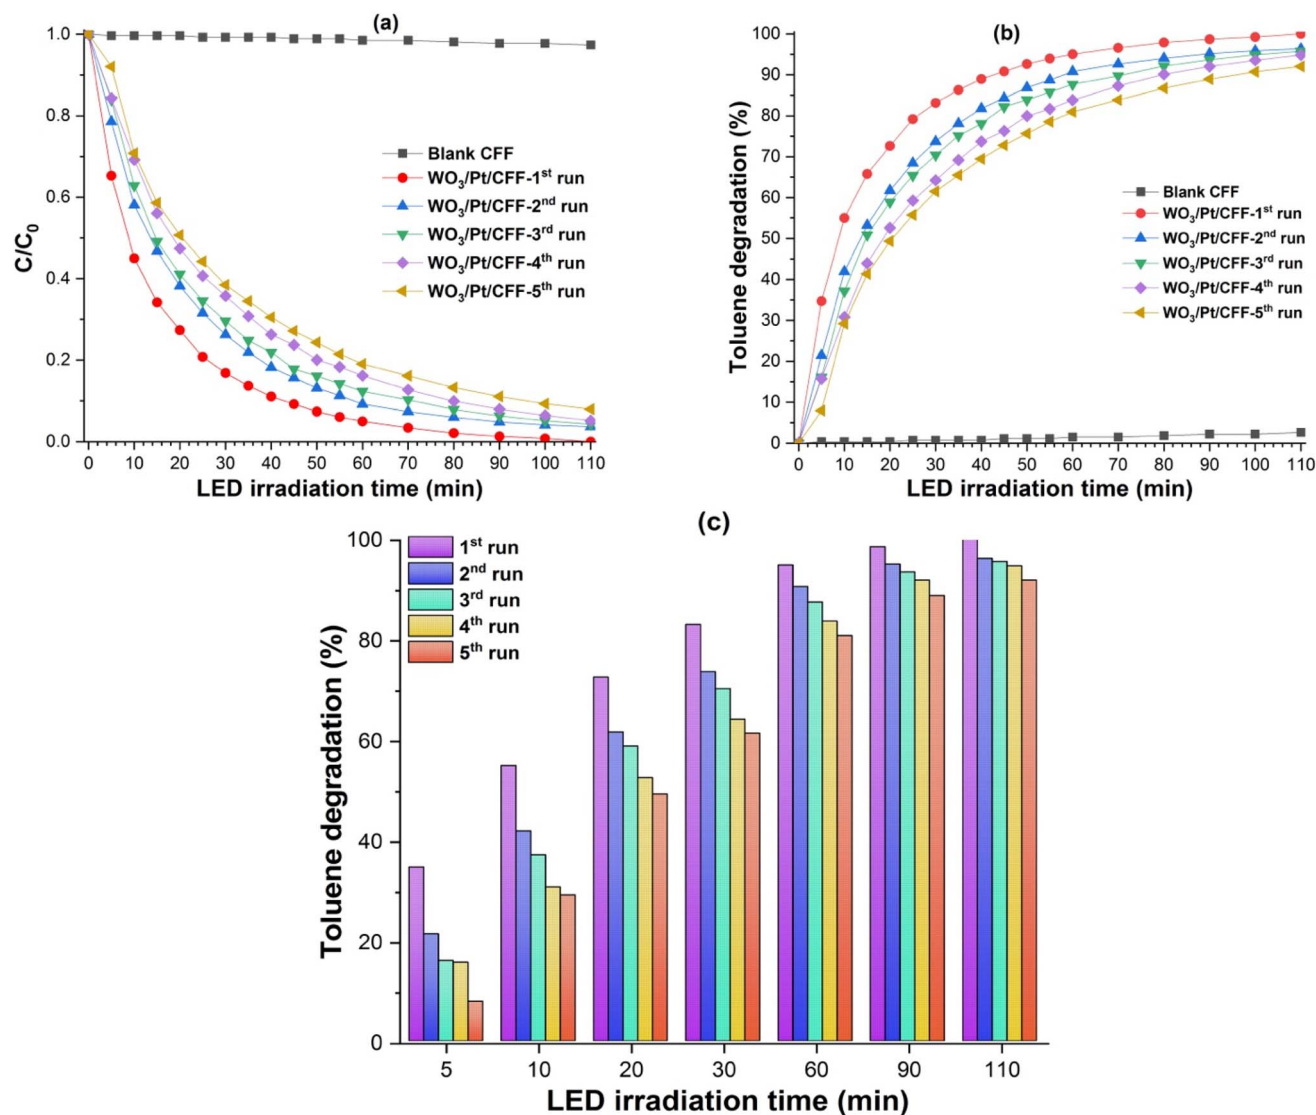 (a)
1.0
0.8
0.6
0.4
0.2
0.0
C/C₀
Blank CFF
WO₃/Pt/CFF-1ˢᵗ run
WO₃/Pt/CFF-2ⁿᵈ run
WO₃/Pt/CFF-3ʳᵈ run
WO₃/Pt/CFF-4ᵗʰ run
WO₃/Pt/CFF-5ᵗʰ run
0 10 20 30 40 50 60 70 80 90 100 110
LED irradiation time (min)
(b)
100
90
80
70
60
50
40
30
20
10
0
Toluene degradation (%)
Blank CFF
WO₃/Pt/CFF-1ˢᵗ run
WO₃/Pt/CFF-2ⁿᵈ run
WO₃/Pt/CFF-3ʳᵈ run
WO₃/Pt/CFF-4ᵗʰ run
WO₃/Pt/CFF-5ᵗʰ run
0 10 20 30 40 50 60 70 80 90 100 110
LED irradiation time (min)
(c)
100
80
60
40
20
0
Toluene degradation (%)
1ˢᵗ run
2ⁿᵈ run
3ʳᵈ run
4ᵗʰ run
5ᵗʰ run
5 10 20 30 60 90 110
LED irradiation time (min)